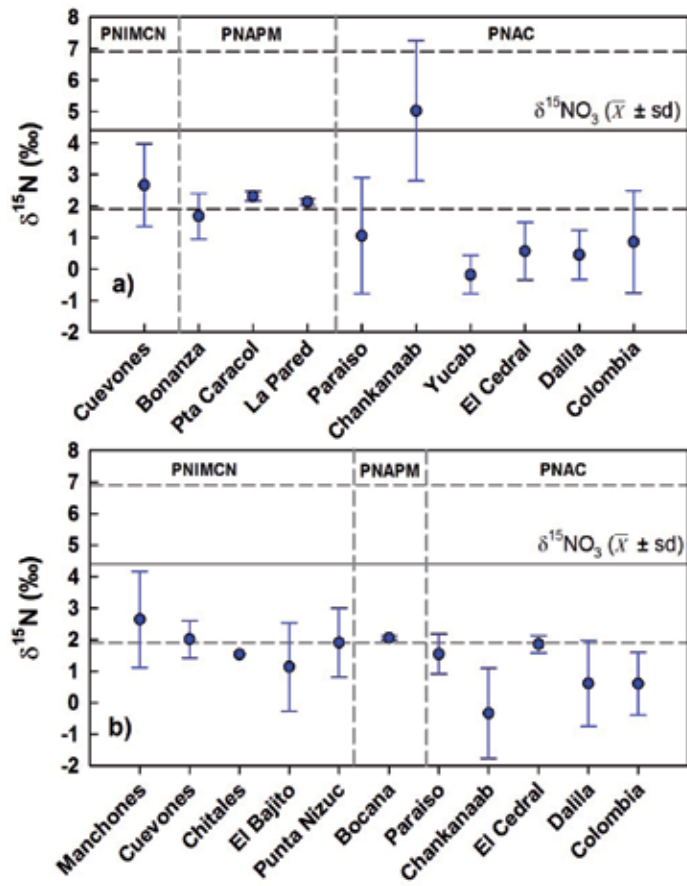 8
7
6
5
4
3
2
1
0
-1
-2
δ¹⁵N (‰)
PNIMCN PNAPM PNAC
δ¹⁵NO₃ (x̄ ± sd)
a)
Cuevones Bonanza Pta Caracol La Pared Paraiso Chankanaab Yucab El Cedral Dalila Colombia
8
7
6
5
4
3
2
1
0
-1
-2
δ¹⁵N (‰)
PNIMCN PNAPM PNAC
δ¹⁵NO₃ (x̄ ± sd)
b)
Manchones Cuevones Chitales El Bajito Punta Nizuc Bocana Paraiso Chankanaab El Cedral Dalila Colombia